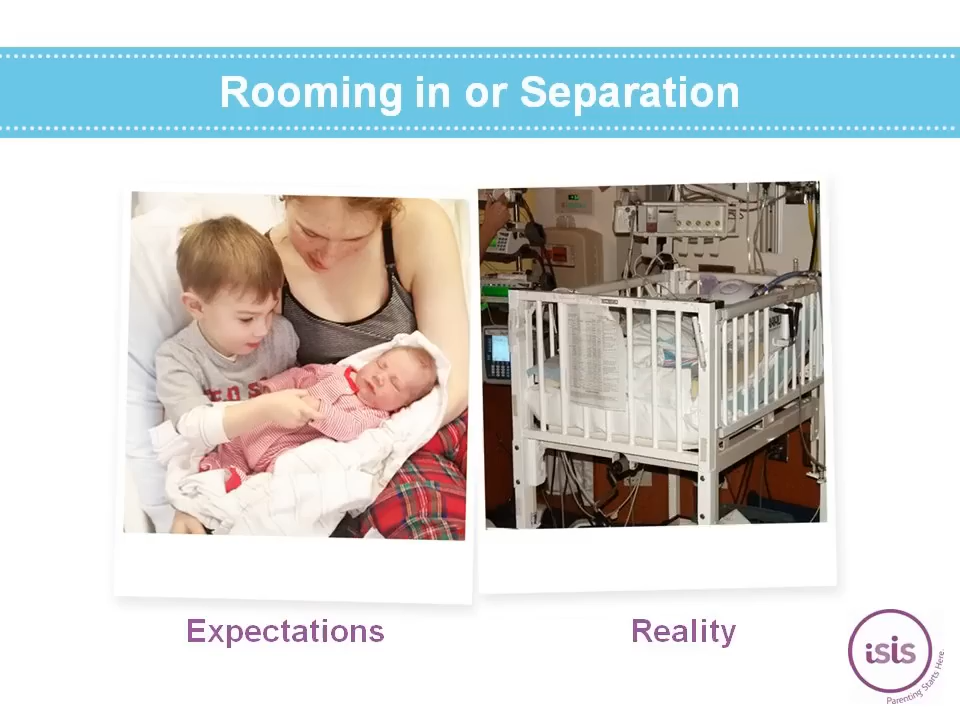 Rooming in or Separation
Expectations
Reality
isis
Parenting Starts Here.